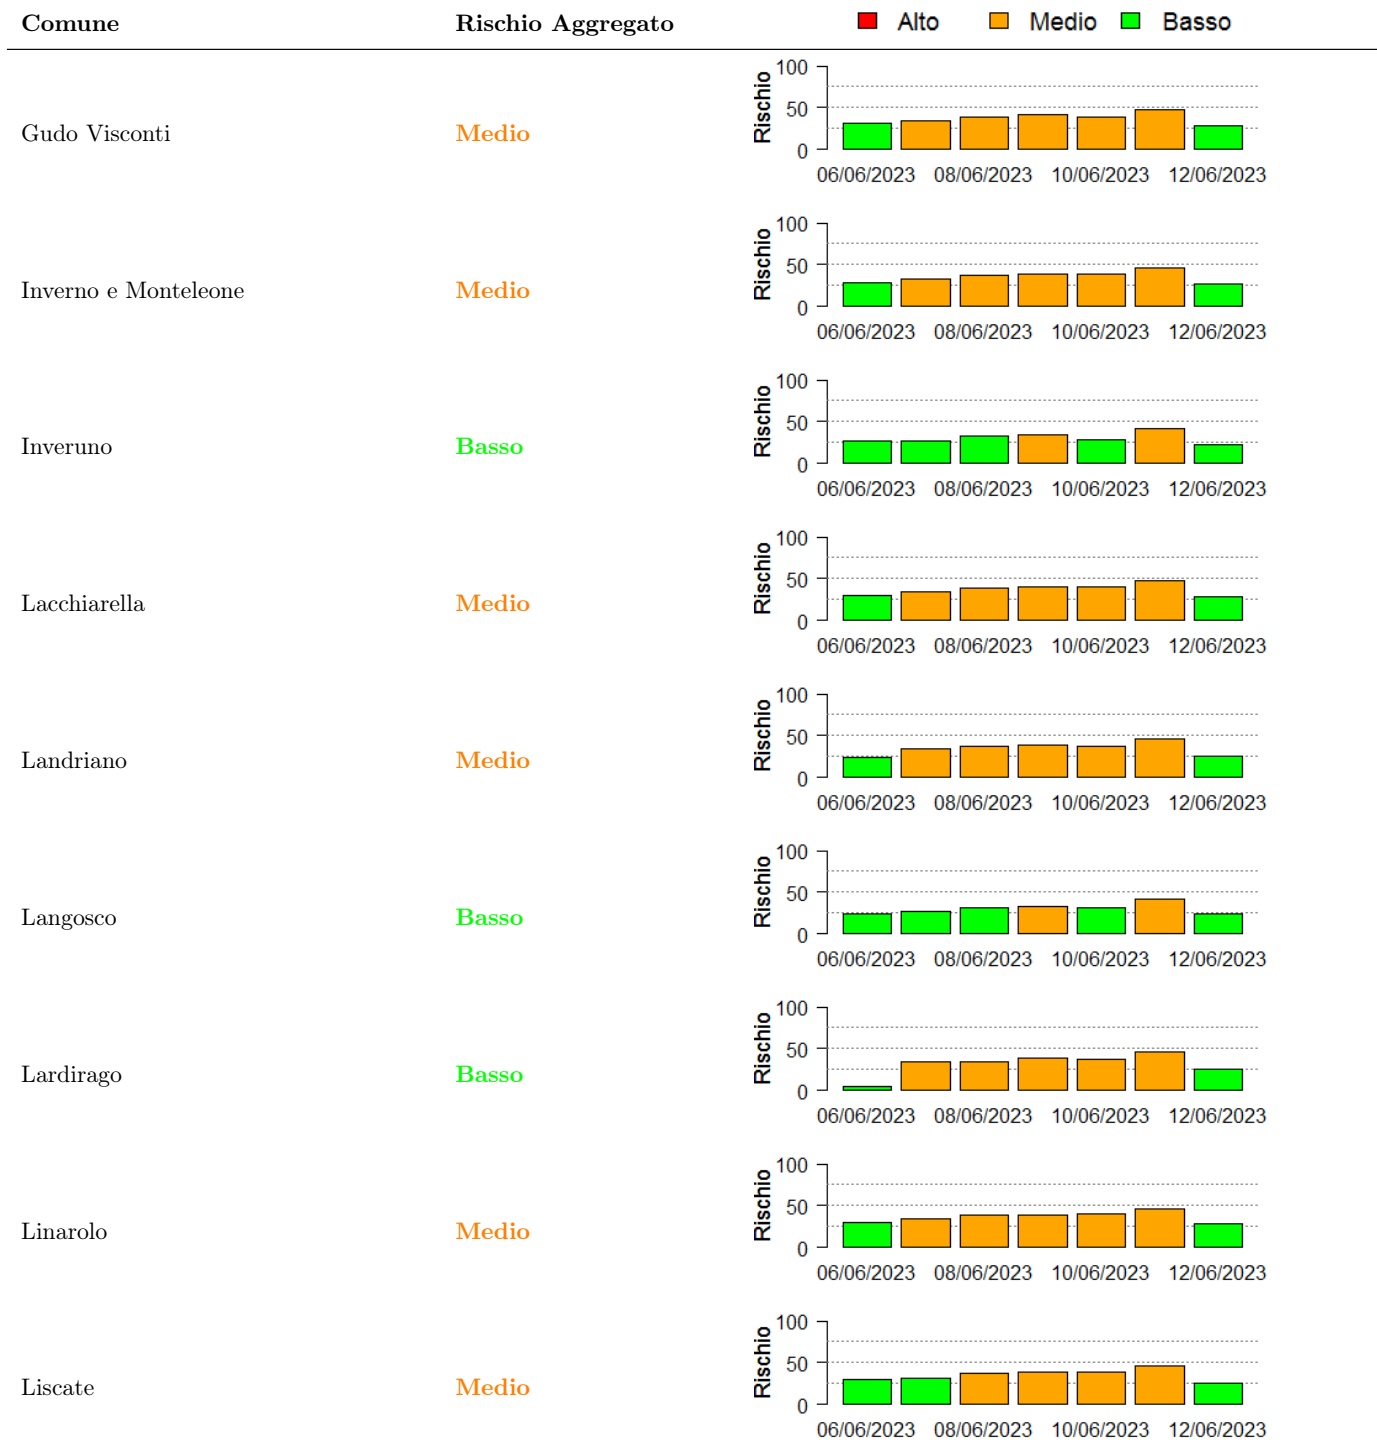 Comune Rischio Aggregato Alto Medio Basso
Gudo Visconti Medio
Rischio
100
50
0
06/06/2023 08/06/2023 10/06/2023 12/06/2023
Inverno e Monteleone Medio
Rischio
100
50
0
06/06/2023 08/06/2023 10/06/2023 12/06/2023
Inveruno Basso
Rischio
100
50
0
06/06/2023 08/06/2023 10/06/2023 12/06/2023
Lacchiarella Medio
Rischio
100
50
0
06/06/2023 08/06/2023 10/06/2023 12/06/2023
Landriano Medio
Rischio
100
50
0
06/06/2023 08/06/2023 10/06/2023 12/06/2023
Langosco Basso
Rischio
100
50
0
06/06/2023 08/06/2023 10/06/2023 12/06/2023
Lardirago Basso
Rischio
100
50
0
06/06/2023 08/06/2023 10/06/2023 12/06/2023
Linarolo Medio
Rischio
100
50
0
06/06/2023 08/06/2023 10/06/2023 12/06/2023
Liscate Medio
Rischio
100
50
0
06/06/2023 08/06/2023 10/06/2023 12/06/2023